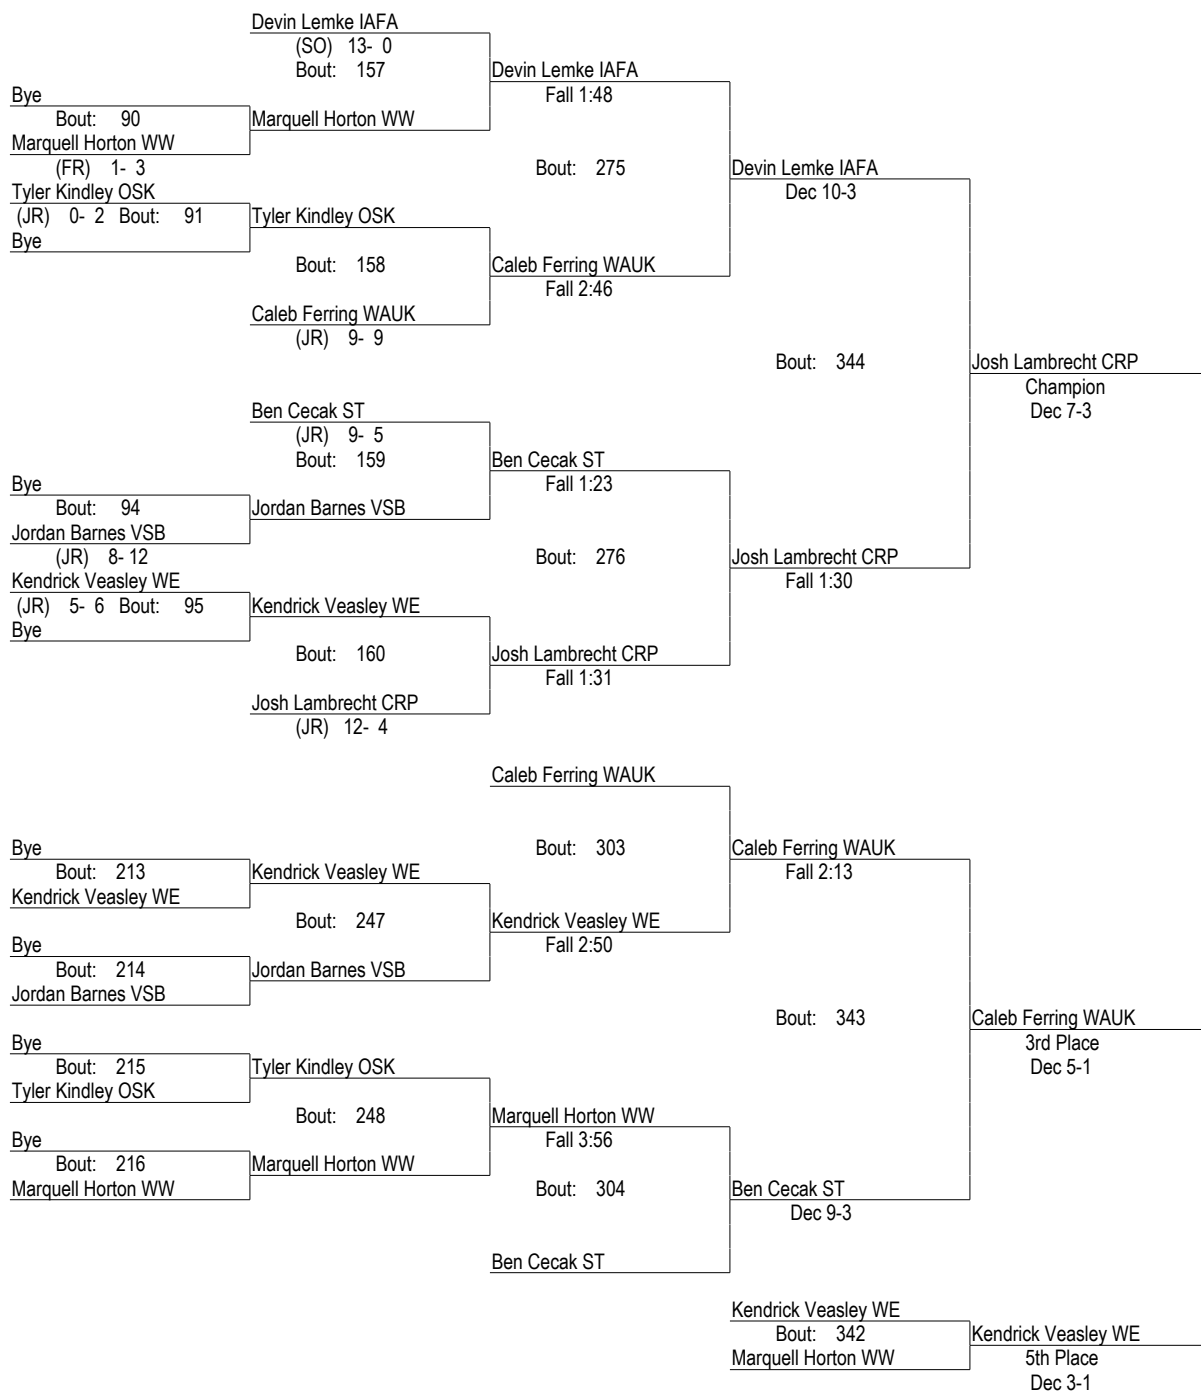 Devin Lemke IAFA
(SO) 13- 0
Bout: 157
Devin Lemke IAFA
Fall 1:48
Bye
Bout: 90
Marquell Horton WW
Marquell Horton WW
(FR) 1- 3
Bout: 275
Devin Lemke IAFA
Dec 10-3
Tyler Kindley OSK
(JR) 0- 2 Bout: 91
Tyler Kindley OSK
Bye
Bout: 158
Caleb Ferring WAUK
Fall 2:46
Caleb Ferring WAUK
(JR) 9- 9
Bout: 344
Josh Lambrecht CRP
Champion
Dec 7-3
Ben Cecak ST
(JR) 9- 5
Bout: 159
Ben Cecak ST
Fall 1:23
Bye
Bout: 94
Jordan Barnes VSB
Jordan Barnes VSB
(JR) 8- 12
Bout: 276
Josh Lambrecht CRP
Fall 1:30
Kendrick Veasley WE
(JR) 5- 6 Bout: 95
Kendrick Veasley WE
Bye
Bout: 160
Josh Lambrecht CRP
Fall 1:31
Josh Lambrecht CRP
(JR) 12- 4
Caleb Ferring WAUK
Bout: 303
Caleb Ferring WAUK
Fall 2:13
Bye
Bout: 213
Kendrick Veasley WE
Kendrick Veasley WE
Bout: 247
Kendrick Veasley WE
Fall 2:50
Bye
Bout: 214
Jordan Barnes VSB
Jordan Barnes VSB
Bout: 343
Caleb Ferring WAUK
3rd Place
Dec 5-1
Bye
Bout: 215
Tyler Kindley OSK
Tyler Kindley OSK
Bout: 248
Marquell Horton WW
Fall 3:56
Bye
Bout: 216
Marquell Horton WW
Marquell Horton WW
Bout: 304
Ben Cecak ST
Dec 9-3
Ben Cecak ST
Kendrick Veasley WE
Bout: 342
Kendrick Veasley WE
Marquell Horton WW
5th Place
Dec 3-1